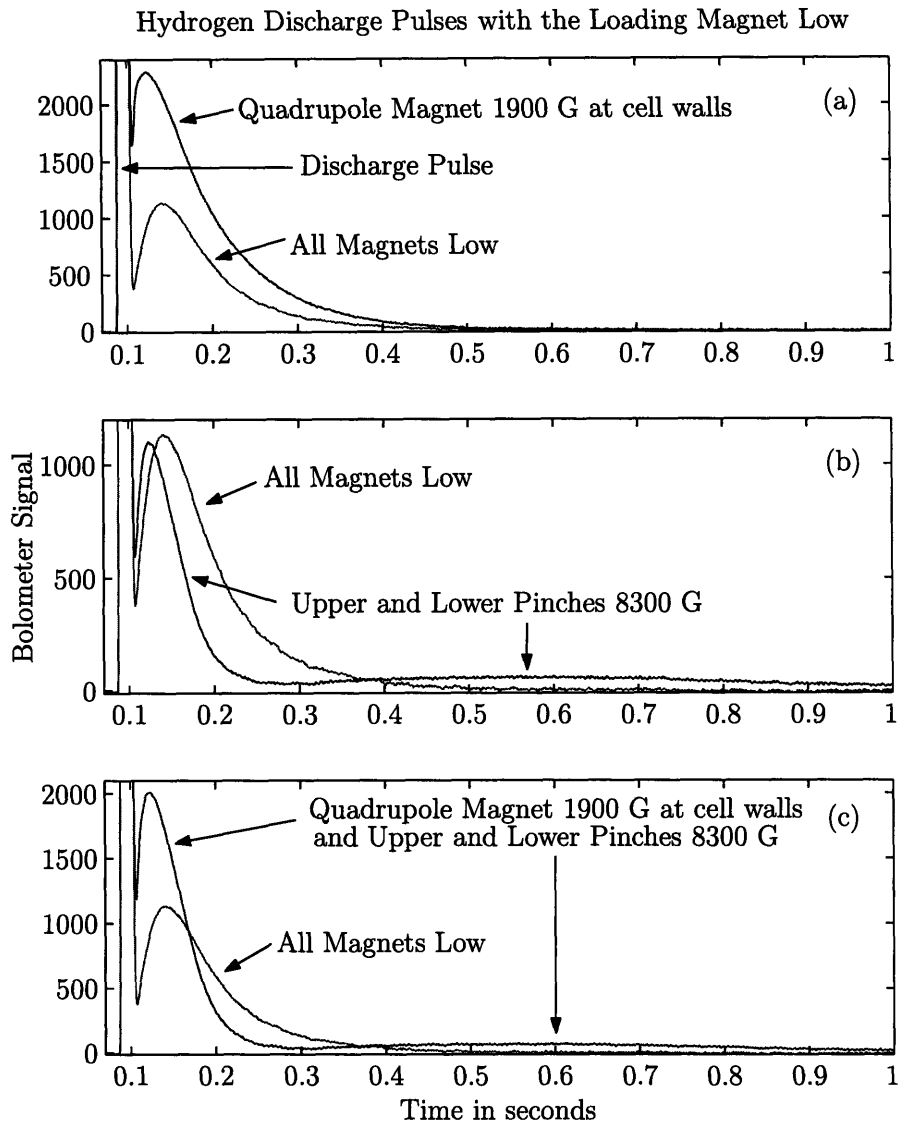 Hydrogen Discharge Pulses with the Loading Magnet Low
(a)
Quadrupole Magnet 1900 G at cell walls
Discharge Pulse
All Magnets Low
2000
1500
1000
500
0
0.1 0.2 0.3 0.4 0.5 0.6 0.7 0.8 0.9 1
Bolometer Signal
(b)
All Magnets Low
Upper and Lower Pinches 8300 G
1000
500
0
0.1 0.2 0.3 0.4 0.5 0.6 0.7 0.8 0.9 1
Quadrupole Magnet 1900 G at cell walls
and Upper and Lower Pinches 8300 G
(c)
All Magnets Low
2000
1500
1000
500
0
0.1 0.2 0.3 0.4 0.5 0.6 0.7 0.8 0.9 1
Time in seconds